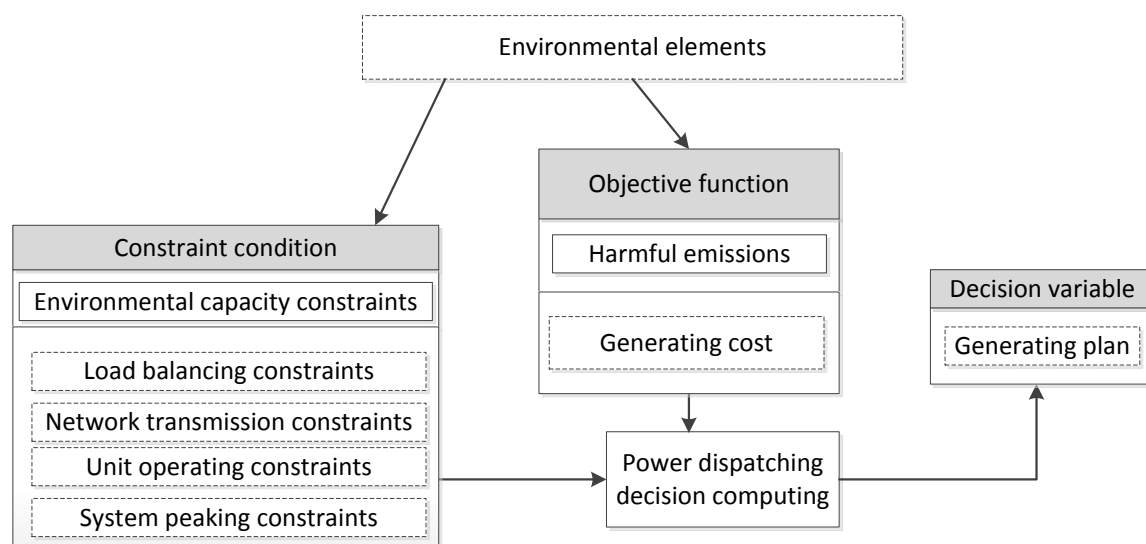 Environmental elements
Objective function
Harmful emissions
Generating cost
Constraint condition
Environmental capacity constraints
Load balancing constraints
Network transmission constraints
Unit operating constraints
System peaking constraints
Power dispatching
decision computing
Decision variable
Generating plan